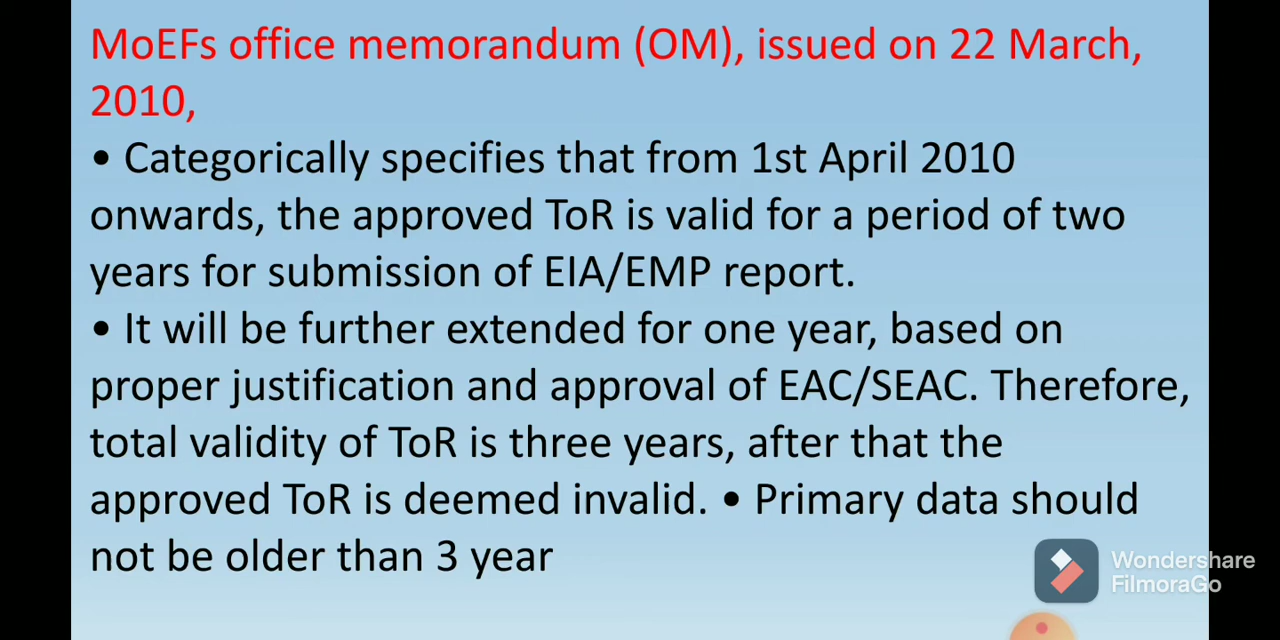 MoEFs office memorandum (OM), issued on 22 March,
2010,
• Categorically specifies that from 1st April 2010
onwards, the approved ToR is valid for a period of two
years for submission of EIA/EMP report.
• It will be further extended for one year, based on
proper justification and approval of EAC/SEAC. Therefore,
total validity of ToR is three years, after that the
approved ToR is deemed invalid. • Primary data should
not be older than 3 year
Wondershare
FilmoraGo